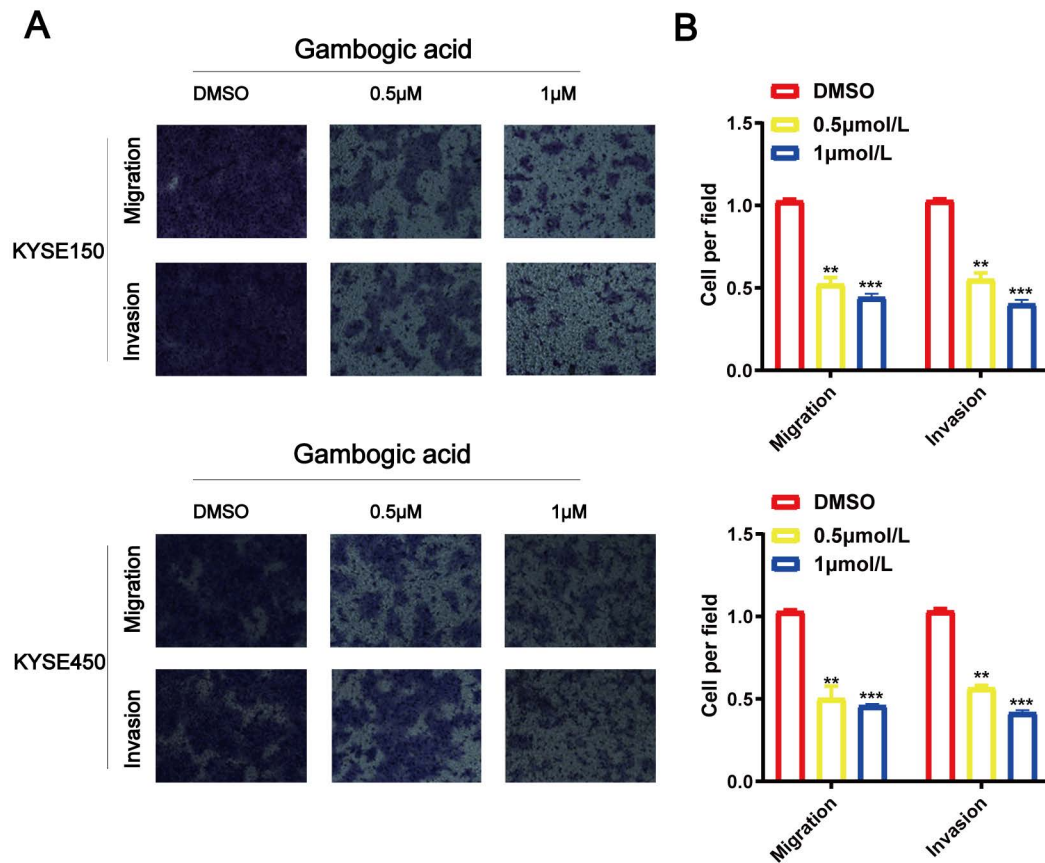 A
Gambogic acid
DMSO 0.5μM 1μM
KYSE150
Migration
Invasion
Gambogic acid
DMSO 0.5μM 1μM
KYSE450
Migration
Invasion
B
DMSO
0.5μmol/L
1μmol/L
Cell per field
1.5
1.0
0.5
0.0
** *** ** ***
Migration Invasion
DMSO
0.5μmol/L
1μmol/L
Cell per field
1.5
1.0
0.5
0.0
** *** ** ***
Migration Invasion